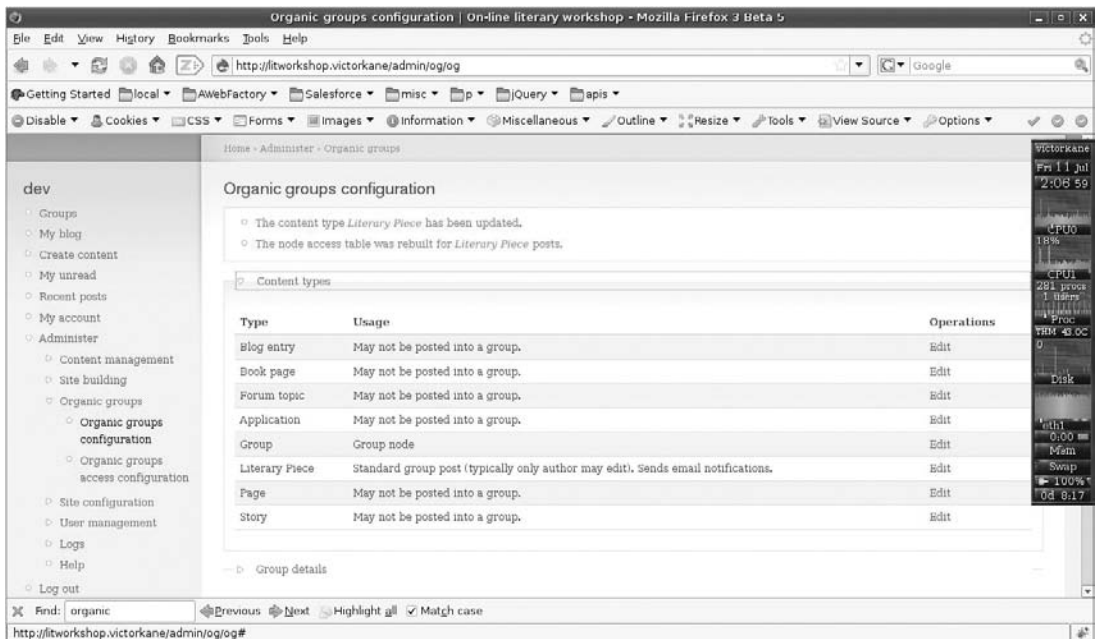 Organic groups configuration | On-line literary workshop - Mozilla Firefox 3 Beta 5
File Edit View History Bookmarks Tools Help
http://litworkshop.victorkane/admin/og/og
Google
Getting Started local AWebFactory Salesforce misc p jQuery apis
Disable Cookies CSS Forms Images Information Miscellaneous Outline Resize Tools View Source Options
Home › Administer › Organic groups
dev
Groups
My blog
Create content
My unread
Recent posts
My account
Administer
Content management
Site building
Organic groups
Organic groups
configuration
Organic groups
access configuration
Site configuration
User management
Logs
Help
Log out
Organic groups configuration
The content type Literary Piece has been updated.
The node access table was rebuilt for Literary Piece posts.
Content types
Type Usage Operations
Blog entry May not be posted into a group. Edit
Book page May not be posted into a group. Edit
Forum topic May not be posted into a group. Edit
Application May not be posted into a group. Edit
Group Group node Edit
Literary Piece Standard group post (typically only author may edit). Sends email notifications. Edit
Page May not be posted into a group. Edit
Story May not be posted into a group. Edit
Group details
victorkane
Fri 11 Jul
2:06 59
CPU0
18%
CPU1
281 procs
1 users
Proc
THM 43.0C
0
Disk
eth1
0:00
Mem
Swap
100%
0d 8:17
Find: organic Previous Next Highlight all Match case
http://litworkshop.victorkane/admin/og/og#